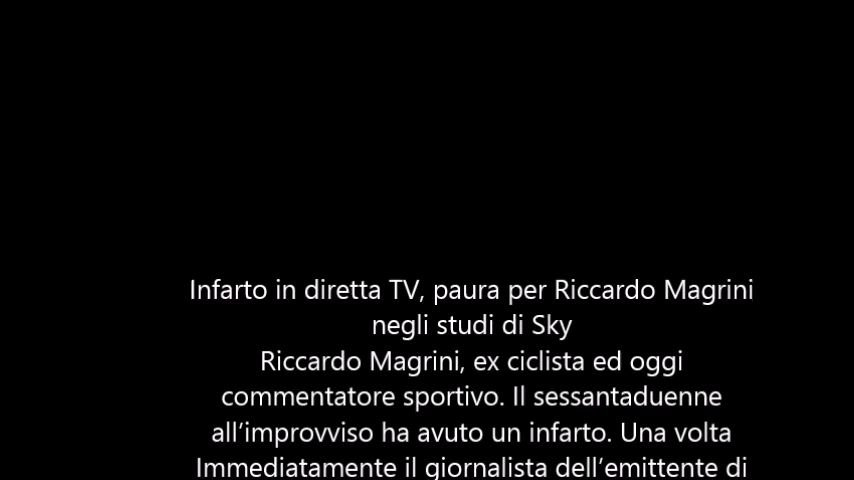 Infarto in diretta TV, paura per Riccardo Magrini
negli studi di Sky
Riccardo Magrini, ex ciclista ed oggi
commentatore sportivo. Il sessantaduenne
all’improvviso ha avuto un infarto. Una volta
Immediatamente il giornalista dell’emittente di